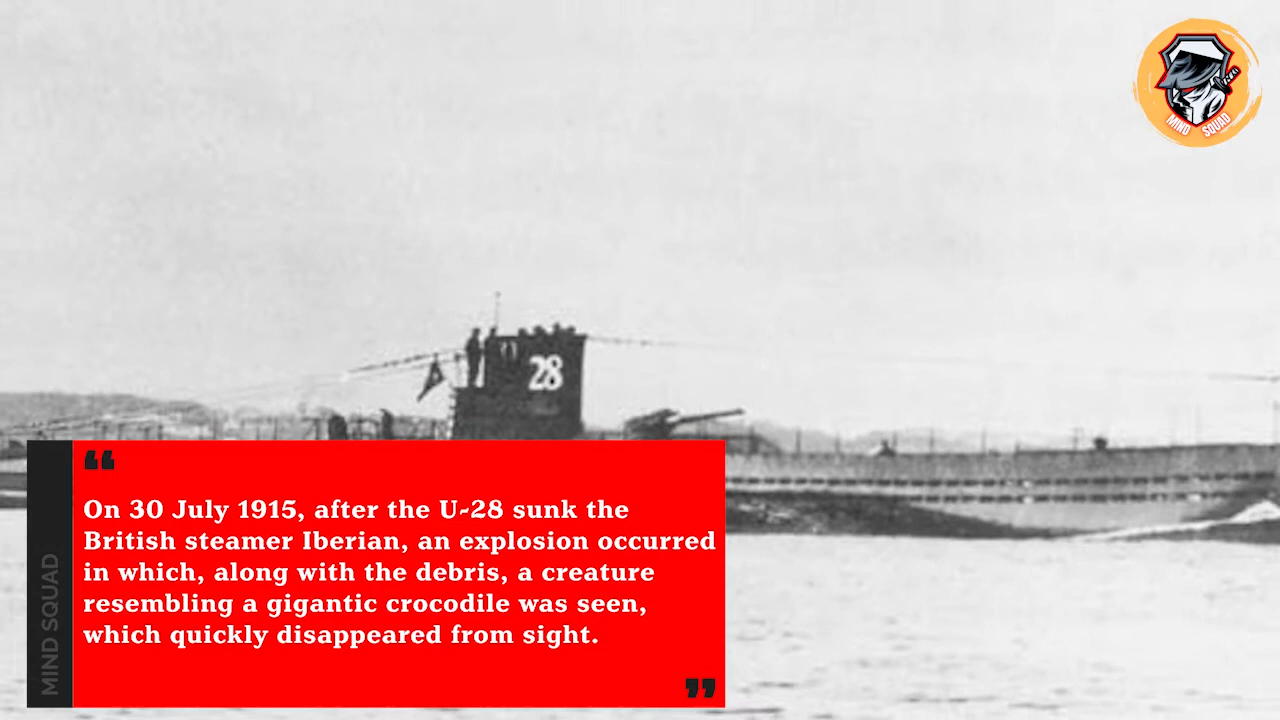 MIND SQUAD
28
“
On 30 July 1915, after the U-28 sunk the
British steamer Iberian, an explosion occurred
in which, along with the debris, a creature
resembling a gigantic crocodile was seen,
which quickly disappeared from sight.
”
MIND SQUAD